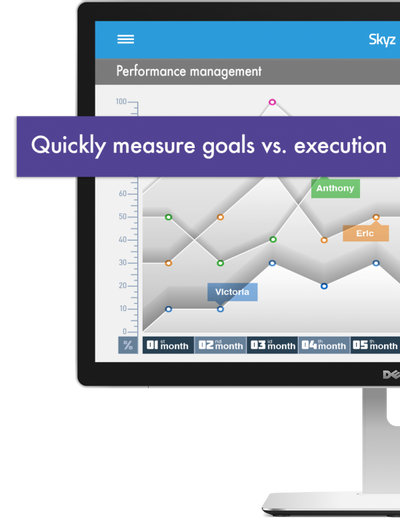 Skyz
Performance management
100
Quickly measure goals vs. execution
60
Anthony
50
Eric
40
30
20
Victoria
10
0
% 01 st month 02 nd month 03 rd month 04 th month 05 th month
DELL